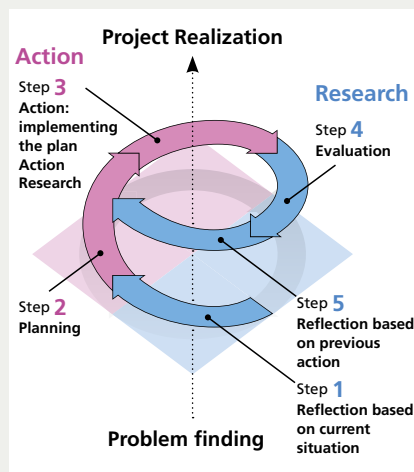 Project Realization
Action
Step 3
Action:
implementing
the plan
Action
Research
Research
Step 4
Evaluation
Step 2
Planning
Step 5
Reflection based
on previous
action
Step 1
Reflection based
on current
situation
Problem finding